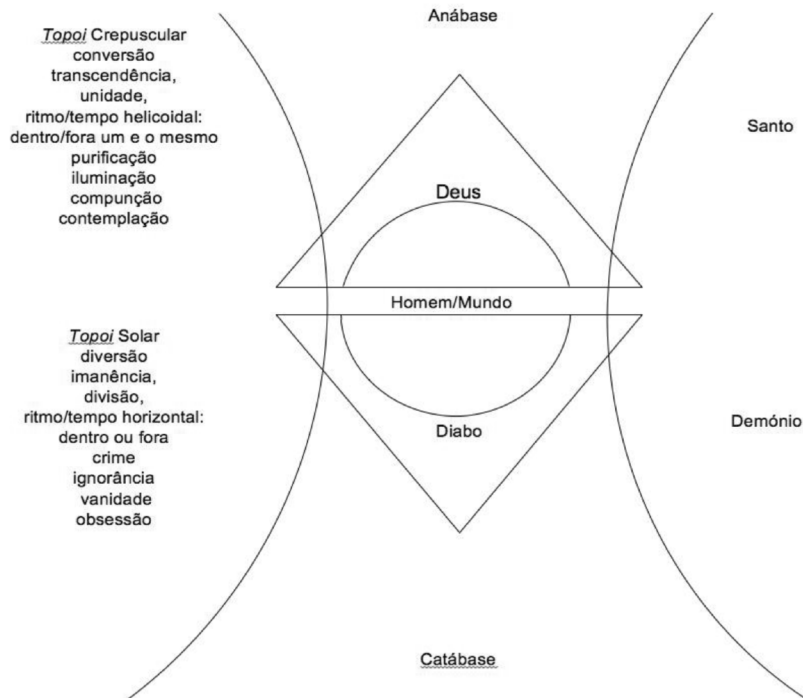 Anábase
Topoi Crepuscular
conversão
transcendência,
unidade,
ritmo/tempo helicoidal:
dentro/fora um e o mesmo
purificação
iluminação
compunção
contemplação
Santo
Deus
Homem/Mundo
Topoi Solar
diversão
imanência,
divisão,
ritmo/tempo horizontal:
dentro ou fora
crime
ignorância
vanidade
obsessão
Diabo
Demónio
Catábase